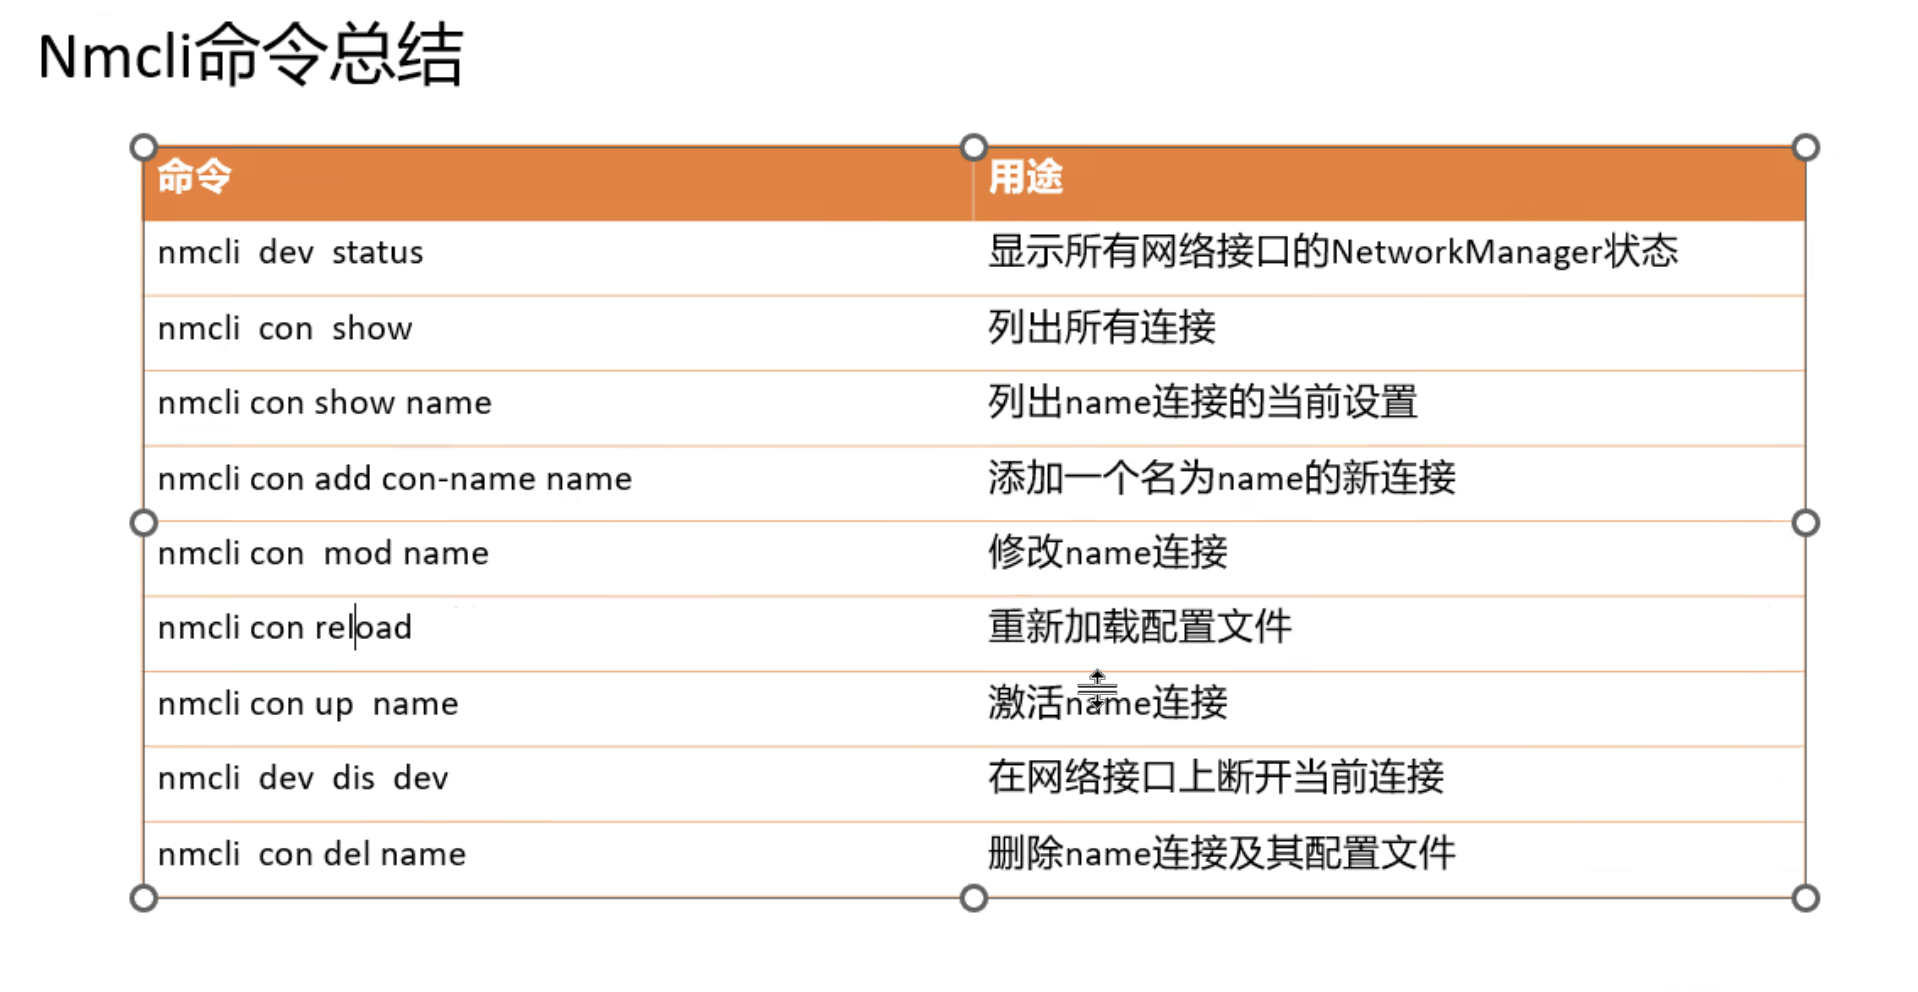 Nmcli命令总结
命令 用途
nmcli dev status 显示所有网络接口的NetworkManager状态
nmcli con show 列出所有连接
nmcli con show name 列出name连接的当前设置
nmcli con add con-name name 添加一个名为name的新连接
nmcli con mod name 修改name连接
nmcli con reload 重新加载配置文件
nmcli con up name 激活name连接
nmcli dev dis dev 在网络接口上断开当前连接
nmcli con del name 删除name连接及其配置文件